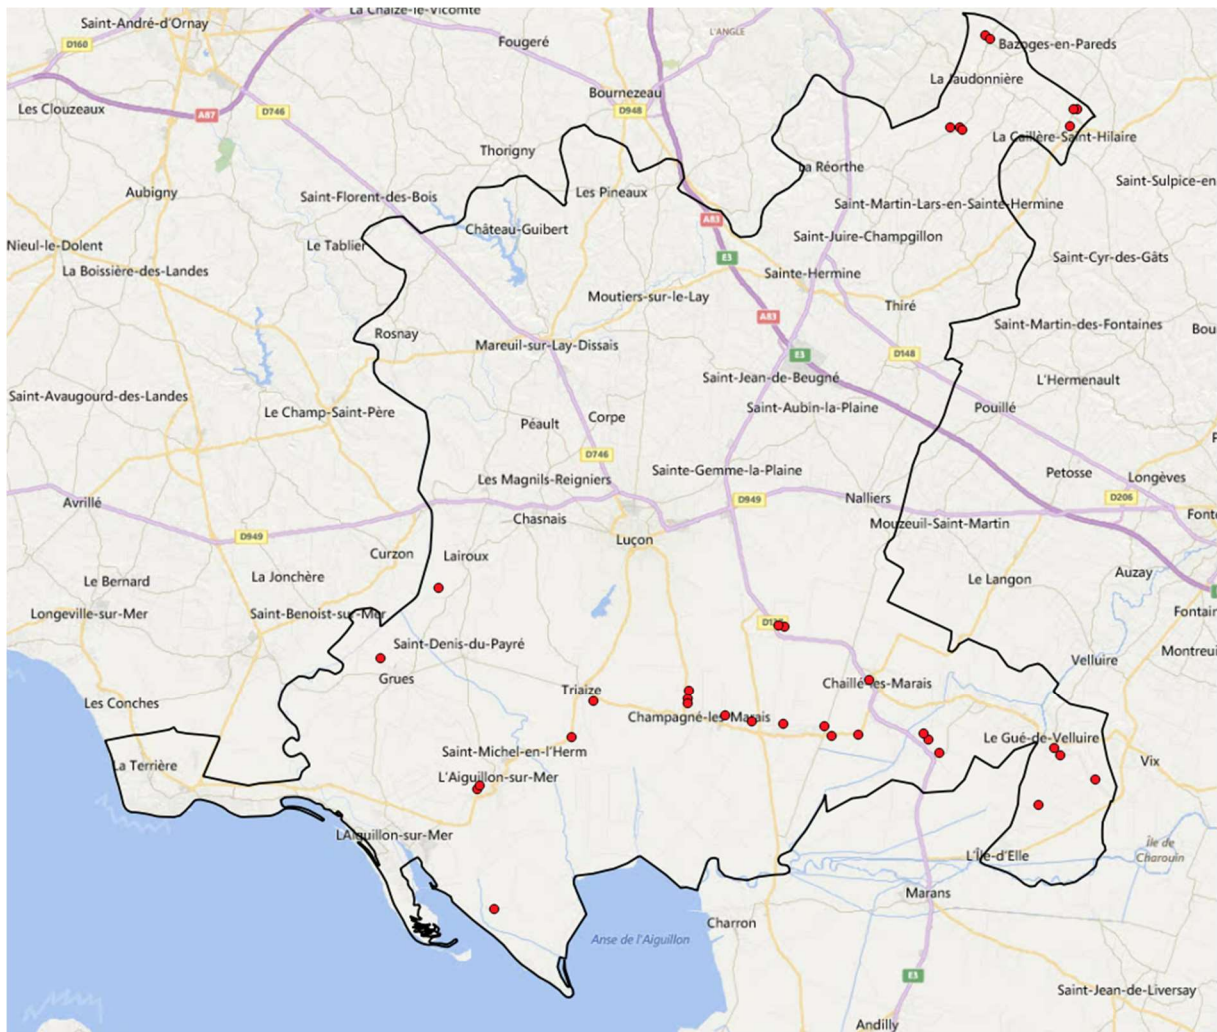 La Chaize-le-Vicomte
Saint-André-d'Ornay
D160
Fougeré
L'ANGLE
Bazoges-en-Pareds
La Jaudonnière
Les Clouzeaux
A87
D746
Bournezeau
D948
La Caillère-Saint-Hilaire
Thorigny
La Réorthe
Saint-Sulpice-en
Aubigny
Saint-Florent-des-Bois
Les Pineaux
Saint-Martin-Lars-en-Sainte-Hermine
A83
Château-Guibert
Nieul-le-Dolent
Le Tablier
Saint-Juire-Champgillon
E3
Saint-Cyr-des-Gâts
La Boissière-des-Landes
Sainte-Hermine
Moutiers-sur-le-Lay
Thiré
A83
Saint-Martin-des-Fontaines
Bou
Rosnay
Mareuil-sur-Lay-Dissais
E3
D148
Saint-Jean-de-Beugné
L'Hermenault
Saint-Avaugourd-des-Landes
Le Champ-Saint-Père
Saint-Aubin-la-Plaine
Pouillé
Péault
Corpe
D746
Sainte-Gemme-la-Plaine
Petosse
Longèves
Les Magnils-Reigniers
D949
Nalliers
D206
Avrillé
Chasnais
Mouzeuil-Saint-Martin
Fonte
D949
Luçon
Curzon
Lairoux
Le Bernard
La Jonchère
Le Langon
Auzay
Longeville-sur-Mer
Saint-Benoist-sur-Mer
Fontain
Saint-Denis-du-Payré
Montreui
Grues
Velluire
Les Conches
Triaize
Chaillé-les-Marais
Champagné-les-Marais
Saint-Michel-en-l'Herm
Le Gué-de-Velluire
La Terrière
L'Aiguillon-sur-Mer
Vix
LAiguillon-sur-Mer
L'Île-d'Elle
Île de
Charouin
Marans
Charron
Anse de l'Aiguillon
E3
Saint-Jean-de-Liversay
Andilly